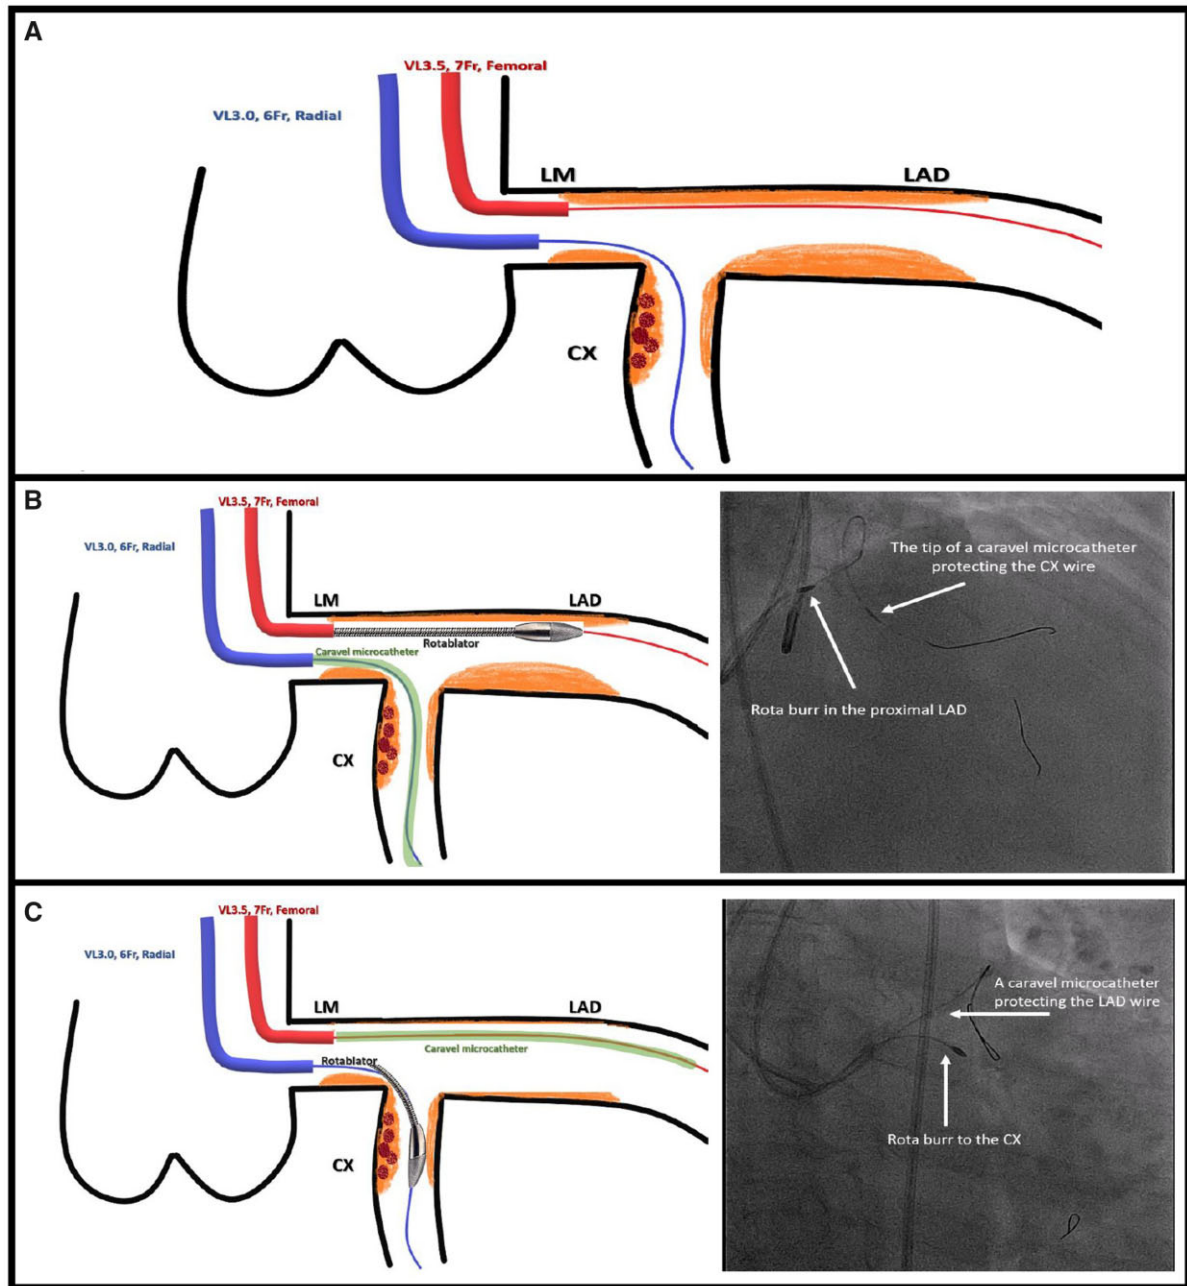 A
VL3.5, 7Fr, Femoral
VL3.0, 6Fr, Radial
LM
LAD
CX
B
VL3.5, 7Fr, Femoral
VL3.0, 6Fr, Radial
LM
LAD
Rotablator
Caravel microcatheter
CX
The tip of a caravel microcatheter
protecting the CX wire
Rota burr in the proximal LAD
C
VL3.5, 7Fr, Femoral
VL3.0, 6Fr, Radial
LM
LAD
Caravel microcatheter
Rotablator
CX
A caravel microcatheter
protecting the LAD wire
Rota burr to the CX